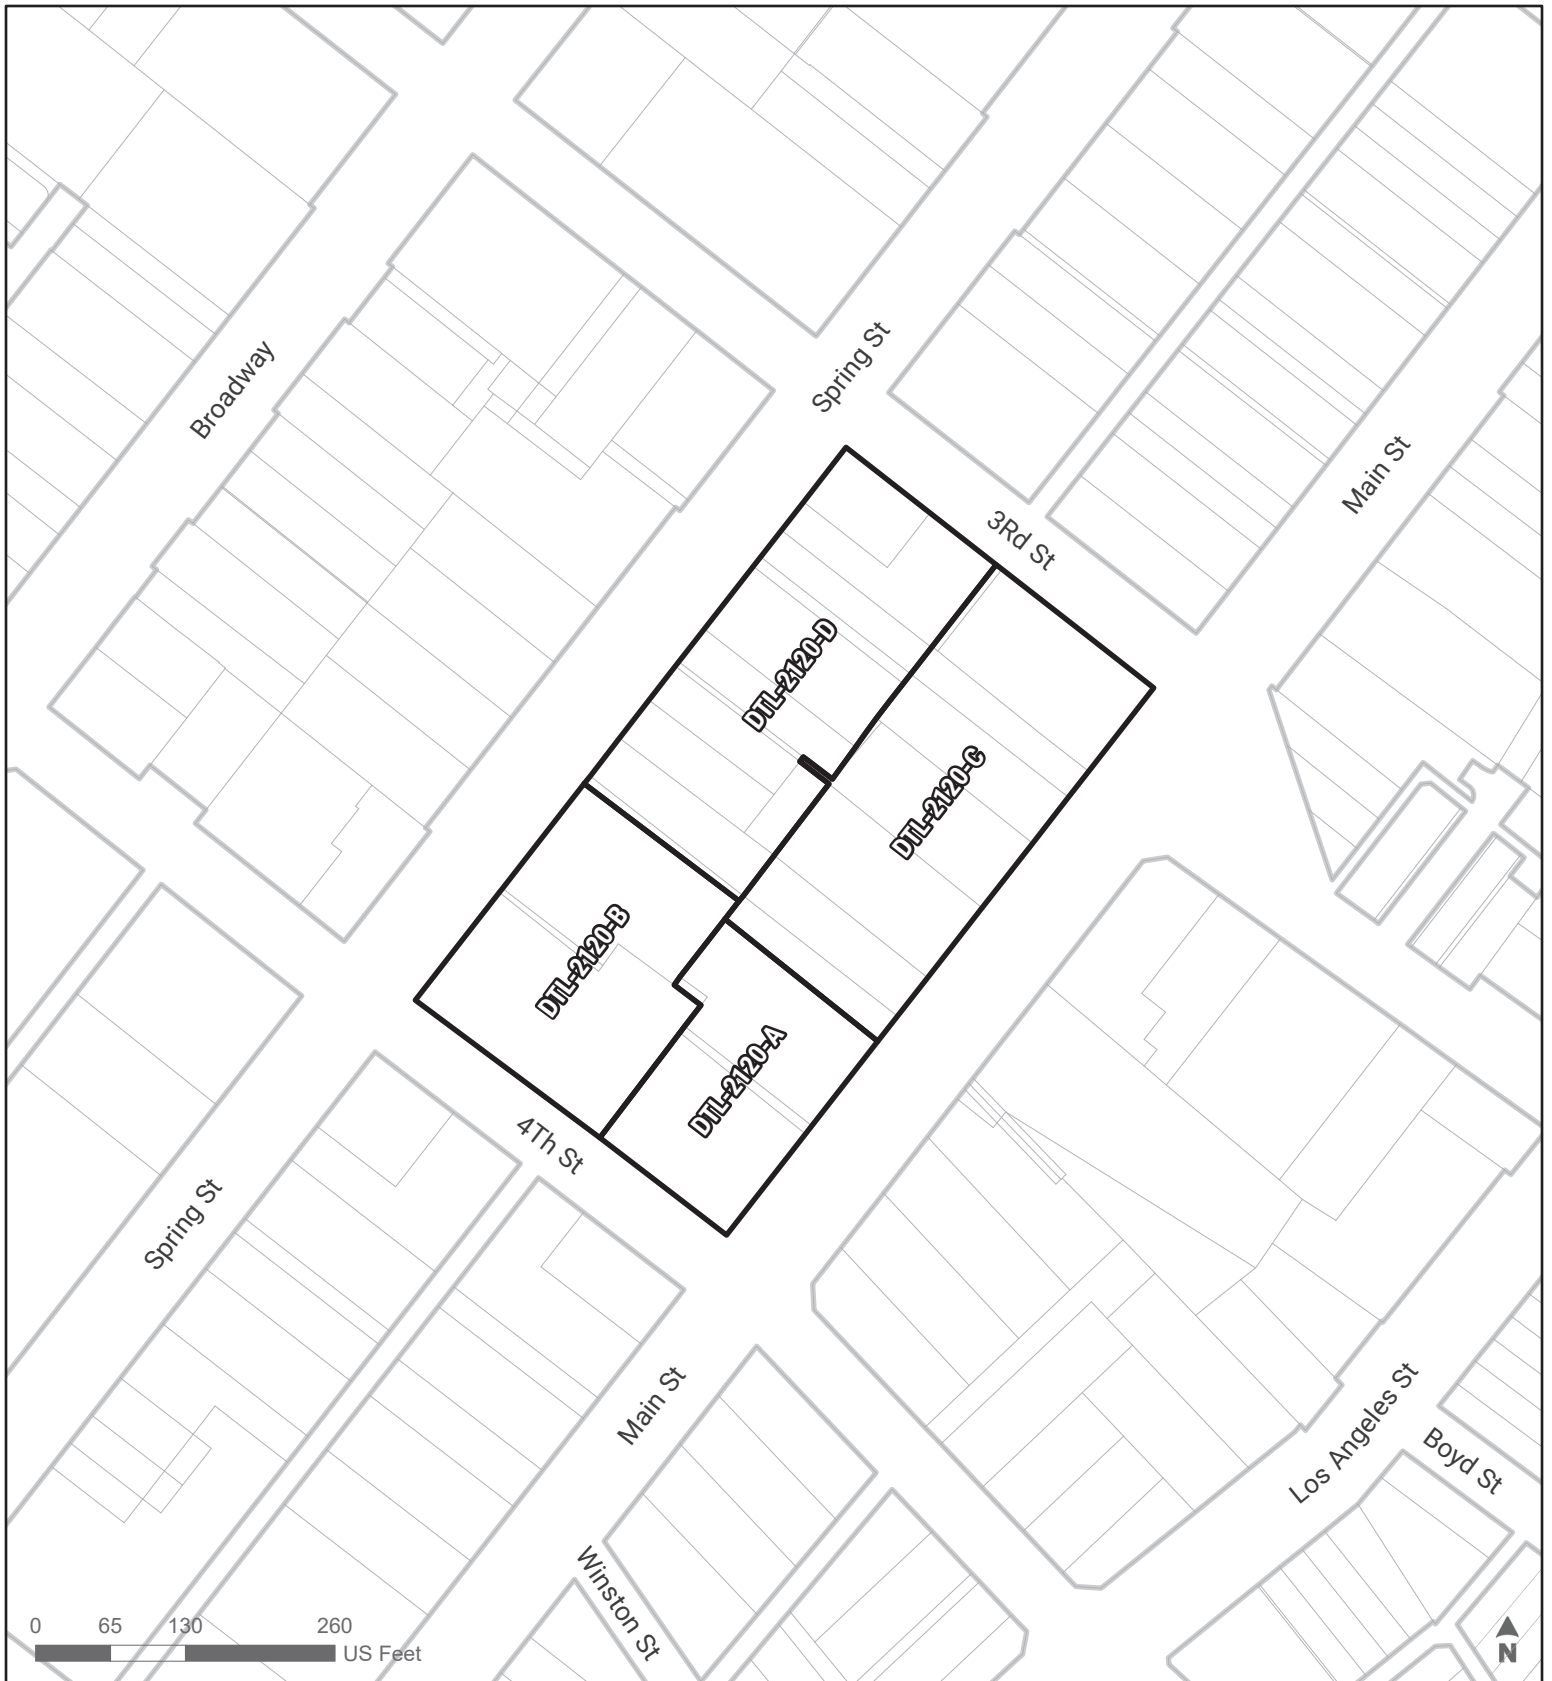 Spring St
Broadway
Main St
3Rd St
DTL-2120-D
DTL-2120-C
DTL-2120-B
DTL-2120-A
4Th St
Spring St
Main St
Los Angeles St
Boyd St
Winston St
0 65 130 260
US Feet
N